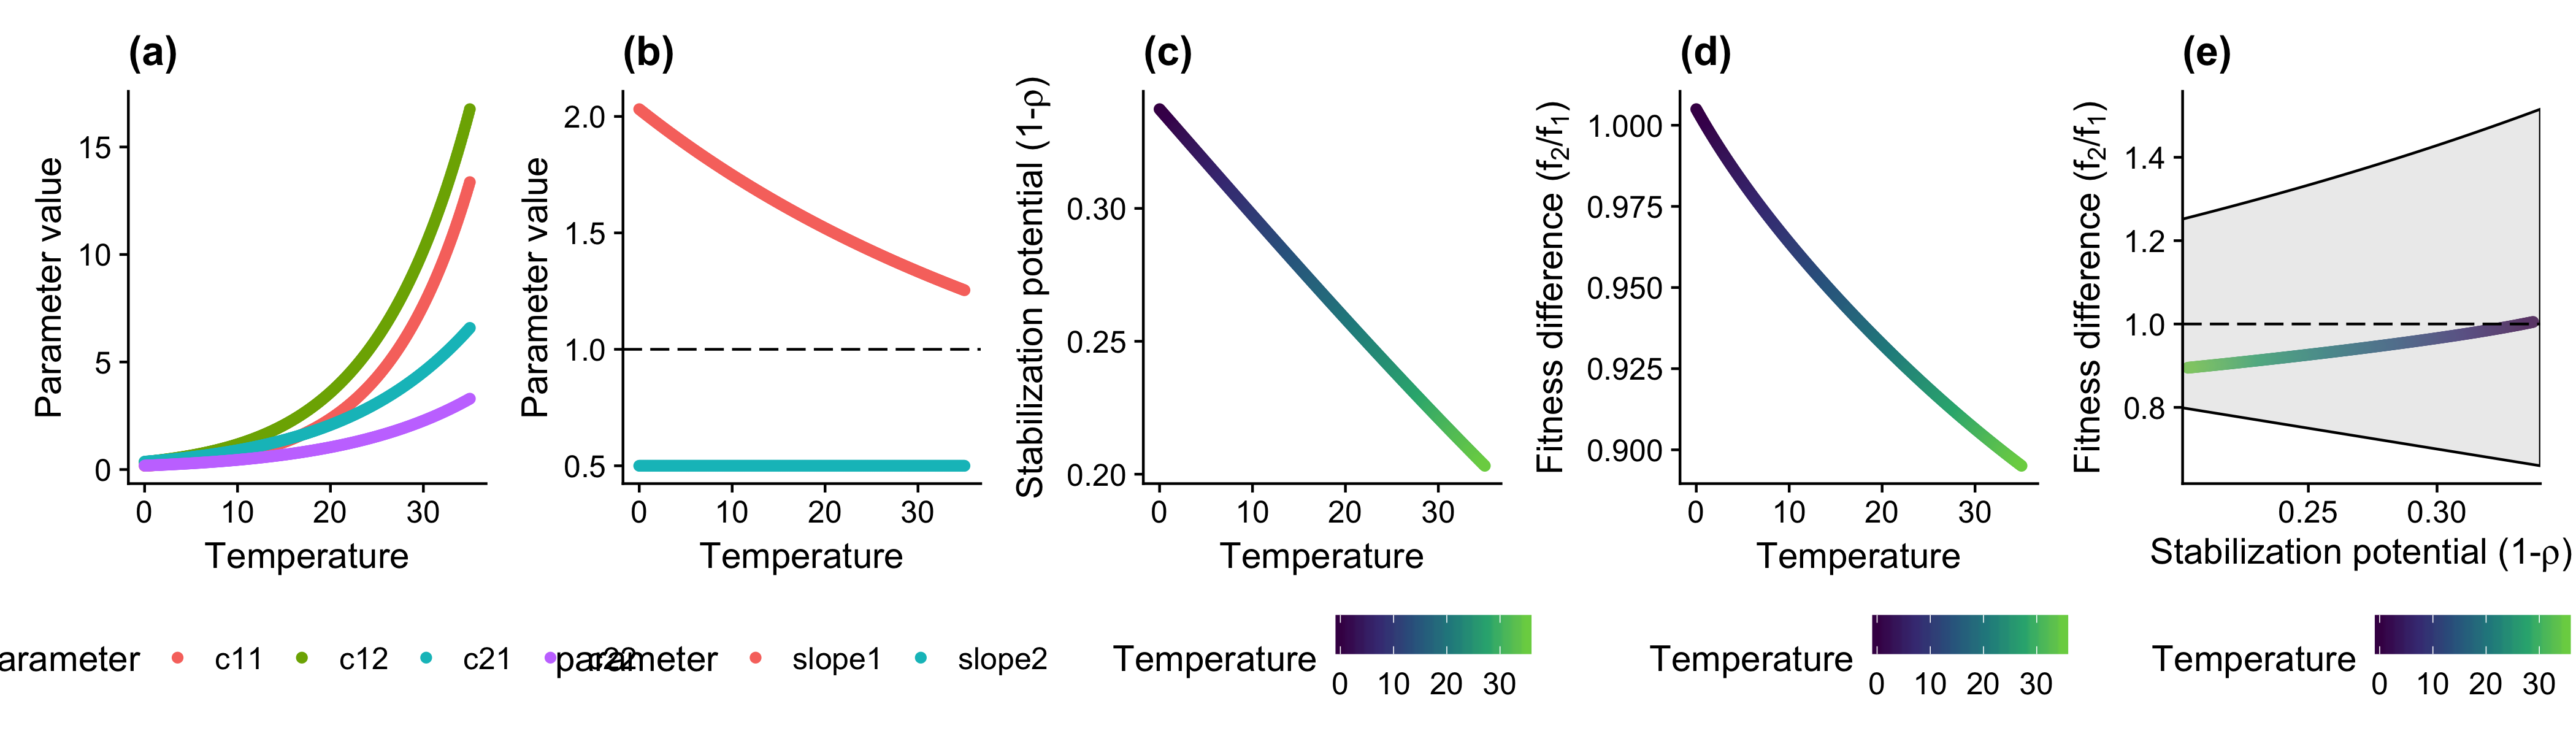 (a)
Parameter value
15
10
5
0
0 10 20 30
Temperature
arameter c11 c12 c21 c22
(b)
Parameter value
2.0
1.5
1.0
0.5
0 10 20 30
Temperature
parameter slope1 slope2
(c)
Stabilization potential (1-ρ)
0.30
0.25
0.20
0 10 20 30
Temperature
Temperature
0 10 20 30
(d)
Fitness difference (f2/f1)
1.000
0.975
0.950
0.925
0.900
0 10 20 30
Temperature
Temperature
0 10 20 30
(e)
Fitness difference (f2/f1)
1.4
1.2
1.0
0.8
0.25 0.30
Stabilization potential (1-ρ)
Temperature
0 10 20 30